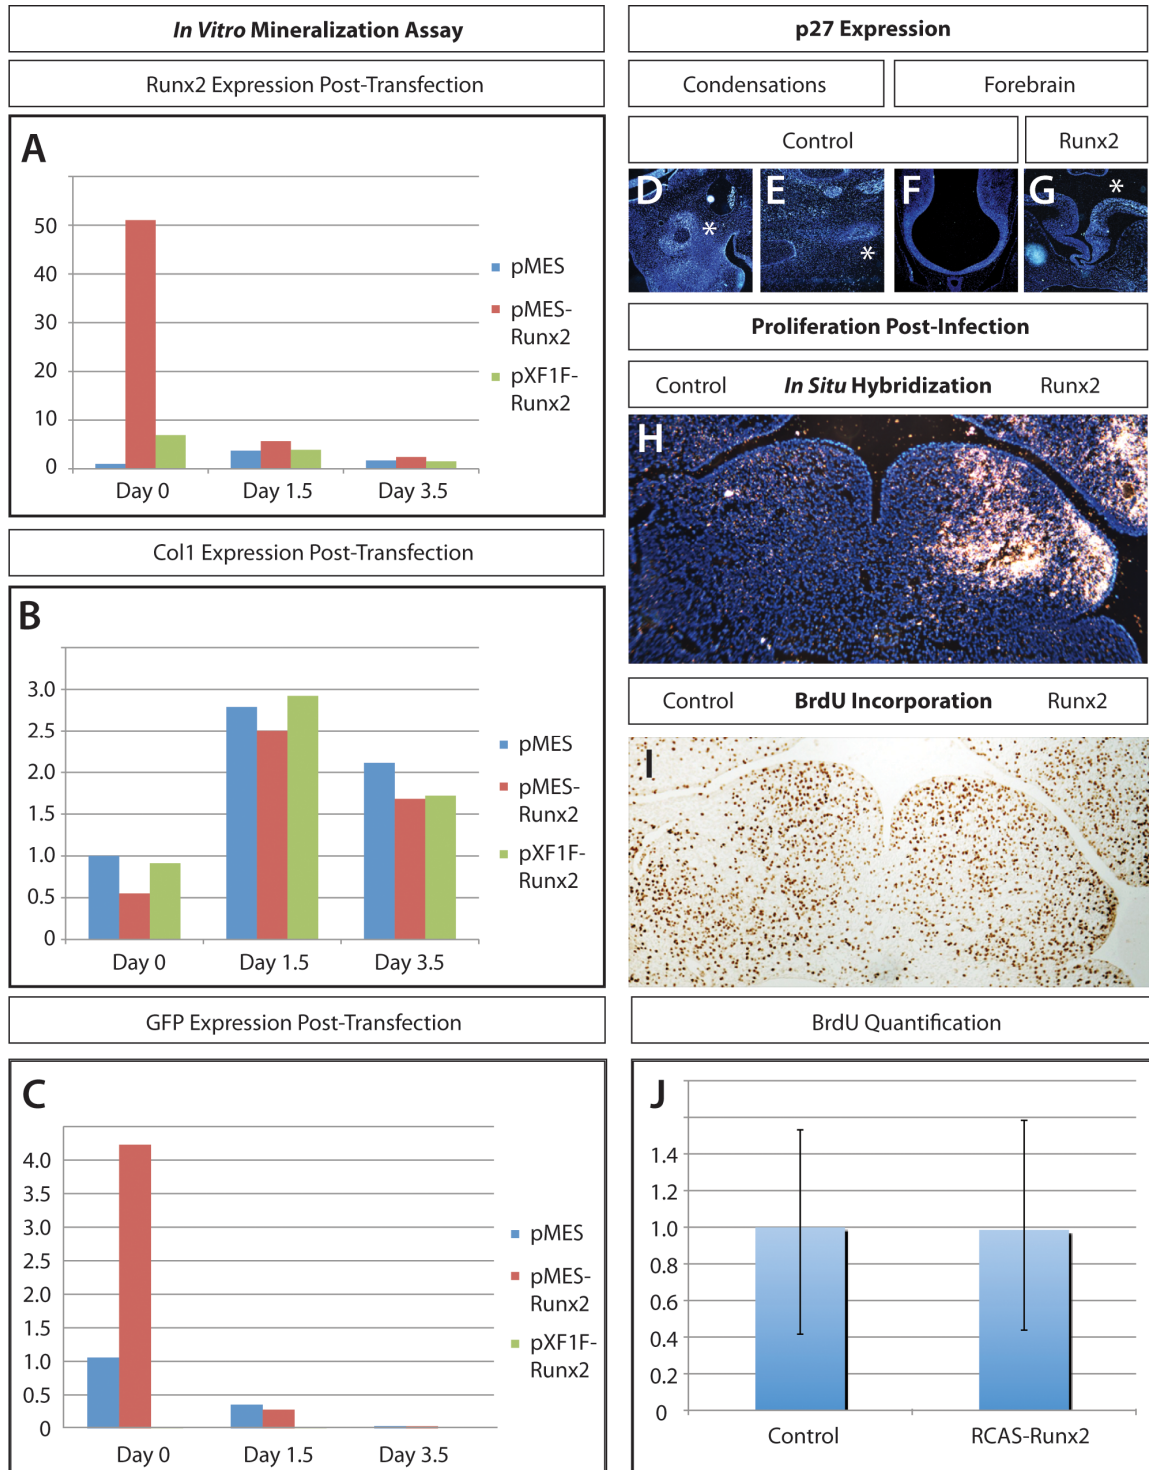 In Vitro Mineralization Assay
Runx2 Expression Post-Transfection
A
50
40
30
20
10
0
Day 0
Day 1.5
Day 3.5
pMES
pMES-
Runx2
pXF1F-
Runx2
Col1 Expression Post-Transfection
B
3.0
2.5
2.0
1.5
1.0
0.5
0
Day 0
Day 1.5
Day 3.5
pMES
pMES-
Runx2
pXF1F-
Runx2
GFP Expression Post-Transfection
C
4.0
3.5
3.0
2.5
2.0
1.5
1.0
0.5
0
Day 0
Day 1.5
Day 3.5
pMES
pMES-
Runx2
pXF1F-
Runx2
p27 Expression
Condensations
Forebrain
Control
Runx2
D
*
E
*
F
G
*
Proliferation Post-Infection
Control In Situ Hybridization Runx2
H
Control BrdU Incorporation Runx2
I
BrdU Quantification
J
1.4
1.2
1.0
0.8
0.6
0.4
0.2
0
Control
RCAS-Runx2